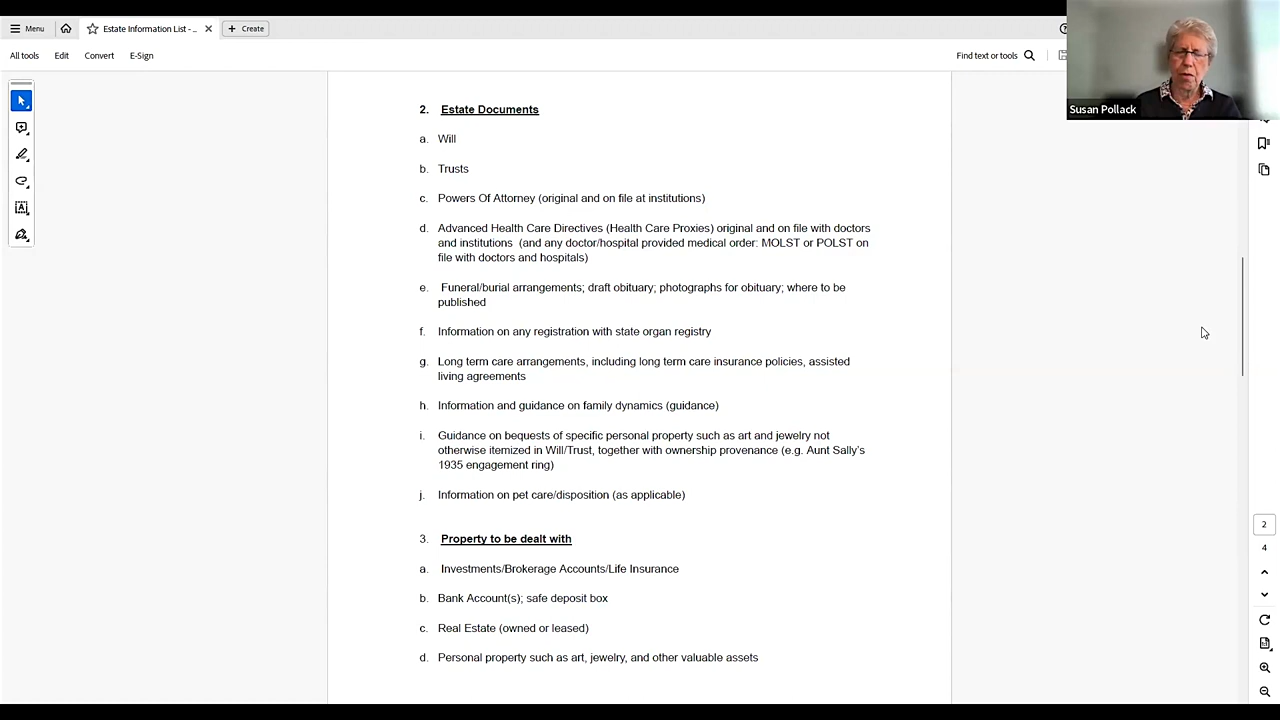 Menu
Estate Information List - ...
Create
All tools
Edit
Convert
E-Sign
Find text or tools
Susan Pollack
2. Estate Documents
a. Will
b. Trusts
c. Powers Of Attorney (original and on file at institutions)
d. Advanced Health Care Directives (Health Care Proxies) original and on file with doctors
and institutions (and any doctor/hospital provided medical order: MOLST or POLST on
file with doctors and hospitals)
e. Funeral/burial arrangements; draft obituary; photographs for obituary; where to be
published
f. Information on any registration with state organ registry
g. Long term care arrangements, including long term care insurance policies, assisted
living agreements
h. Information and guidance on family dynamics (guidance)
i. Guidance on bequests of specific personal property such as art and jewelry not
otherwise itemized in Will/Trust, together with ownership provenance (e.g. Aunt Sally's
1935 engagement ring)
j. Information on pet care/disposition (as applicable)
3. Property to be dealt with
a. Investments/Brokerage Accounts/Life Insurance
b. Bank Account(s); safe deposit box
c. Real Estate (owned or leased)
d. Personal property such as art, jewelry, and other valuable assets
2
4